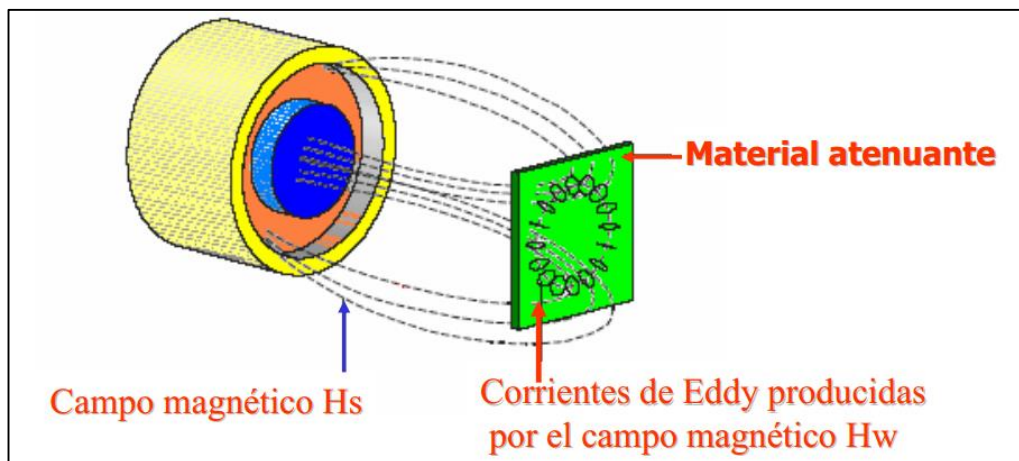 Material atenuante
Campo magnético Hs
Corrientes de Eddy producidas
por el campo magnético Hw